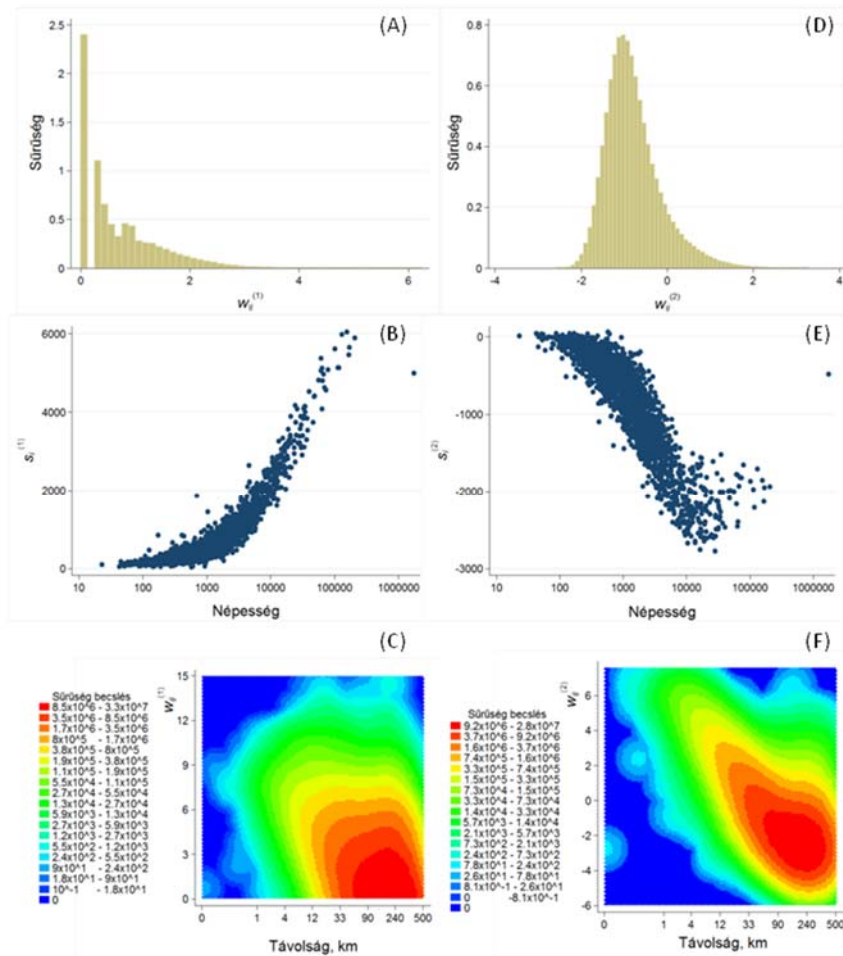 (A)
2.5
2
1.5
1
0.5
0
Sűrűség
0 2 4 6
w_ij^(1)
(D)
0.8
0.6
0.4
0.2
0
Sűrűség
-4 -2 0 2 4
w_ij^(2)
(B)
6000
4000
2000
0
s_i^(1)
10 100 1000 10000 100000 1000000
Népesség
(E)
0
-1000
-2000
-3000
s_i^(2)
10 100 1000 10000 100000 1000000
Népesség
(C)
Sűrűség becslés
8.5x10^6 - 3.3x10^7
3.5x10^6 - 8.5x10^6
1.7x10^6 - 3.5x10^6
8x10^5 - 1.7x10^6
3.8x10^5 - 8x10^5
1.9x10^5 - 3.8x10^5
1.1x10^5 - 1.9x10^5
5.5x10^4 - 1.1x10^5
2.7x10^4 - 5.5x10^4
1.3x10^4 - 2.7x10^4
5.9x10^3 - 1.3x10^4
2.7x10^3 - 5.9x10^3
1.2x10^3 - 2.7x10^3
5.5x10^2 - 1.2x10^3
2.4x10^2 - 5.5x10^2
9x10^1 - 2.4x10^2
1.8x10^1 - 9x10^1
10^-1 - 1.8x10^1
0
w_ij^(1)
15
12
9
6
3
0
0 1 4 12 33 90 240 500
Távolság, km
(F)
Sűrűség becslés
9.2x10^6 - 2.8x10^7
3.7x10^6 - 9.2x10^6
1.6x10^6 - 3.7x10^6
7.4x10^5 - 1.6x10^6
3.3x10^5 - 7.4x10^5
1.5x10^5 - 3.3x10^5
7.3x10^4 - 1.5x10^5
3.3x10^4 - 7.3x10^4
1.4x10^4 - 3.3x10^4
5.7x10^3 - 1.4x10^4
2.1x10^3 - 5.7x10^3
7.3x10^2 - 2.1x10^3
2.4x10^2 - 7.3x10^2
7.8x10^1 - 2.4x10^2
2.6x10^1 - 7.8x10^1
8.1x10^-1 - 2.6x10^1
0 -8.1x10^-1
0
w_ij^(2)
6
4
2
0
-2
-4
-6
0 1 4 12 33 90 240 500
Távolság, km